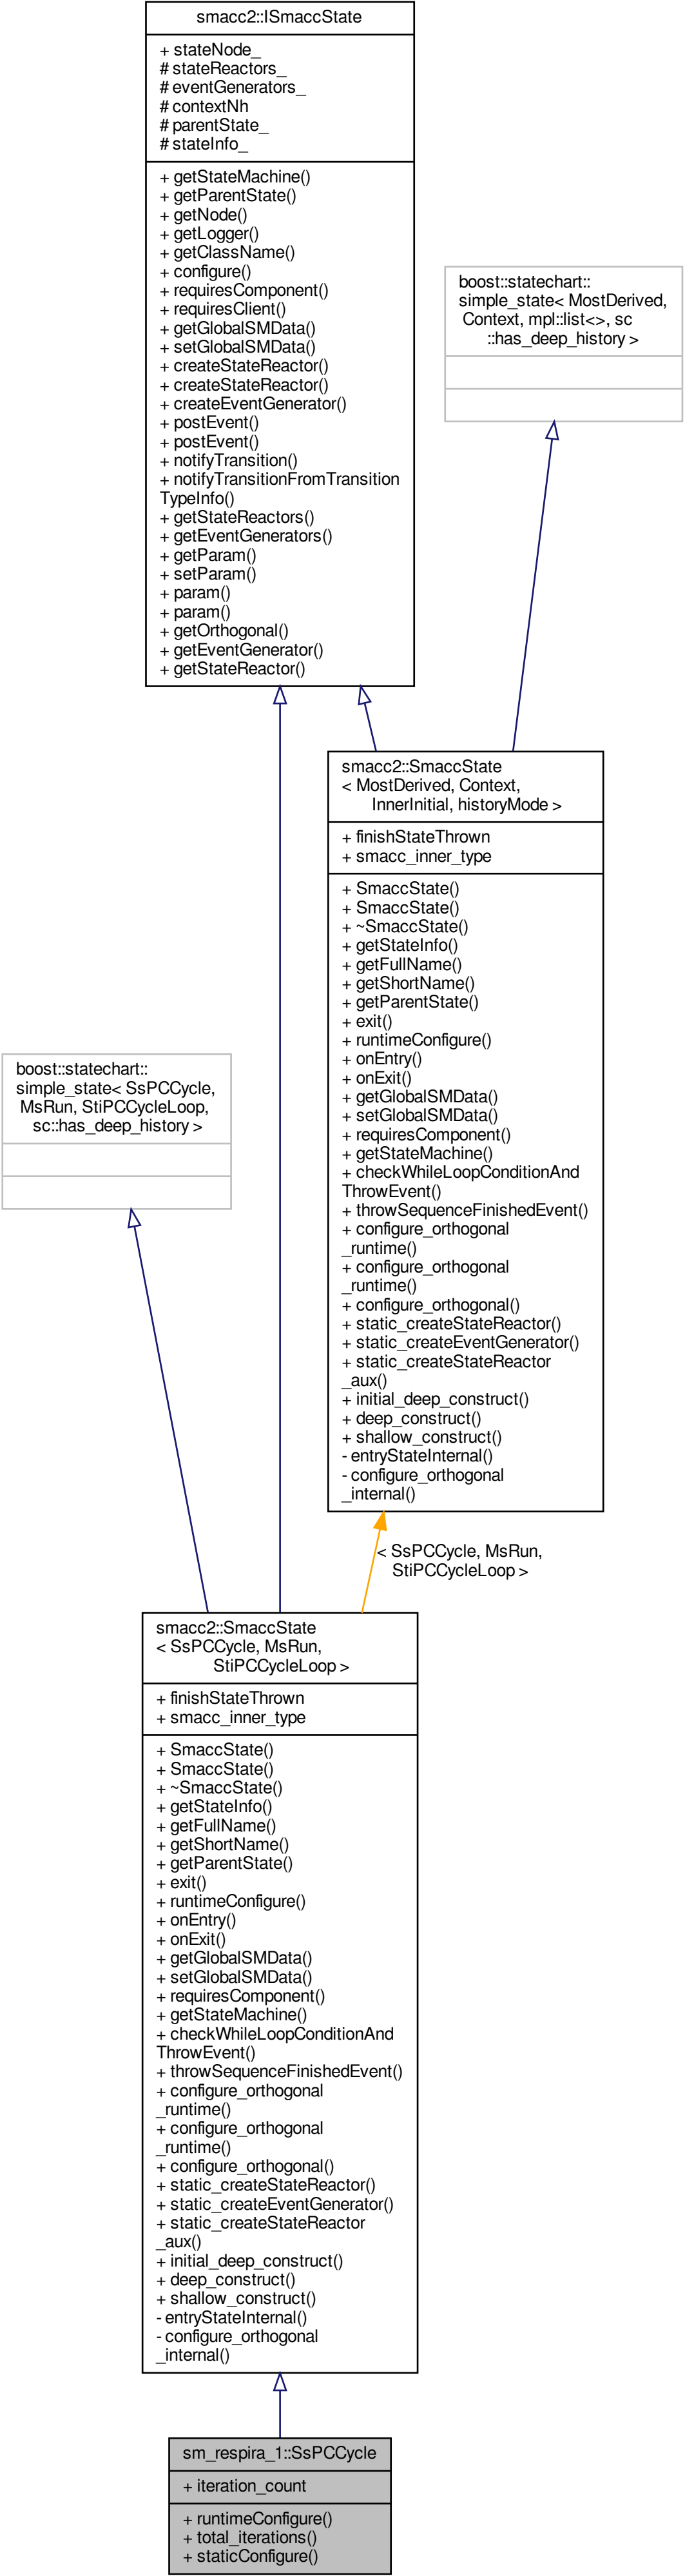 smacc2::ISmaccState
+ stateNode_
# stateReactors_
# eventGenerators_
# contextNh
# parentState_
# stateInfo_
+ getStateMachine()
+ getParentState()
+ getNode()
+ getLogger()
+ getClassName()
+ configure()
+ requiresComponent()
+ requiresClient()
+ getGlobalSMData()
+ setGlobalSMData()
+ createStateReactor()
+ createStateReactor()
+ createEventGenerator()
+ postEvent()
+ postEvent()
+ notifyTransition()
+ notifyTransitionFromTransition
TypeInfo()
+ getStateReactors()
+ getEventGenerators()
+ getParam()
+ setParam()
+ param()
+ param()
+ getOrthogonal()
+ getEventGenerator()
+ getStateReactor()
boost::statechart::
simple_state< MostDerived,
Context, mpl::list<>, sc
::has_deep_history >
smacc2::SmaccState
< MostDerived, Context,
InnerInitial, historyMode >
+ finishStateThrown
+ smacc_inner_type
+ SmaccState()
+ SmaccState()
+ ~SmaccState()
+ getStateInfo()
+ getFullName()
+ getShortName()
+ getParentState()
+ exit()
+ runtimeConfigure()
+ onEntry()
+ onExit()
+ getGlobalSMData()
+ setGlobalSMData()
+ requiresComponent()
+ getStateMachine()
+ checkWhileLoopConditionAnd
ThrowEvent()
+ throwSequenceFinishedEvent()
+ configure_orthogonal
_runtime()
+ configure_orthogonal
_runtime()
+ configure_orthogonal()
+ static_createStateReactor()
+ static_createEventGenerator()
+ static_createStateReactor
_aux()
+ initial_deep_construct()
+ deep_construct()
+ shallow_construct()
- entryStateInternal()
- configure_orthogonal
_internal()
boost::statechart::
simple_state< SsPCCycle,
MsRun, StiPCCycleLoop,
sc::has_deep_history >
< SsPCCycle, MsRun,
StiPCCycleLoop >
smacc2::SmaccState
< SsPCCycle, MsRun,
StiPCCycleLoop >
+ finishStateThrown
+ smacc_inner_type
+ SmaccState()
+ SmaccState()
+ ~SmaccState()
+ getStateInfo()
+ getFullName()
+ getShortName()
+ getParentState()
+ exit()
+ runtimeConfigure()
+ onEntry()
+ onExit()
+ getGlobalSMData()
+ setGlobalSMData()
+ requiresComponent()
+ getStateMachine()
+ checkWhileLoopConditionAnd
ThrowEvent()
+ throwSequenceFinishedEvent()
+ configure_orthogonal
_runtime()
+ configure_orthogonal
_runtime()
+ configure_orthogonal()
+ static_createStateReactor()
+ static_createEventGenerator()
+ static_createStateReactor
_aux()
+ initial_deep_construct()
+ deep_construct()
+ shallow_construct()
- entryStateInternal()
- configure_orthogonal
_internal()
sm_respira_1::SsPCCycle
+ iteration_count
+ runtimeConfigure()
+ total_iterations()
+ staticConfigure()